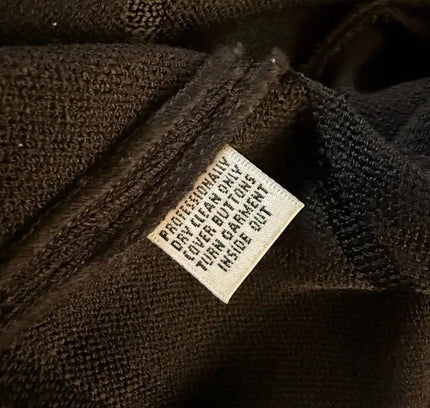 PROFESSIONALLY
DRY CLEAN ONLY
COVER BUTTONS
TURN GARMENT
INSIDE OUT